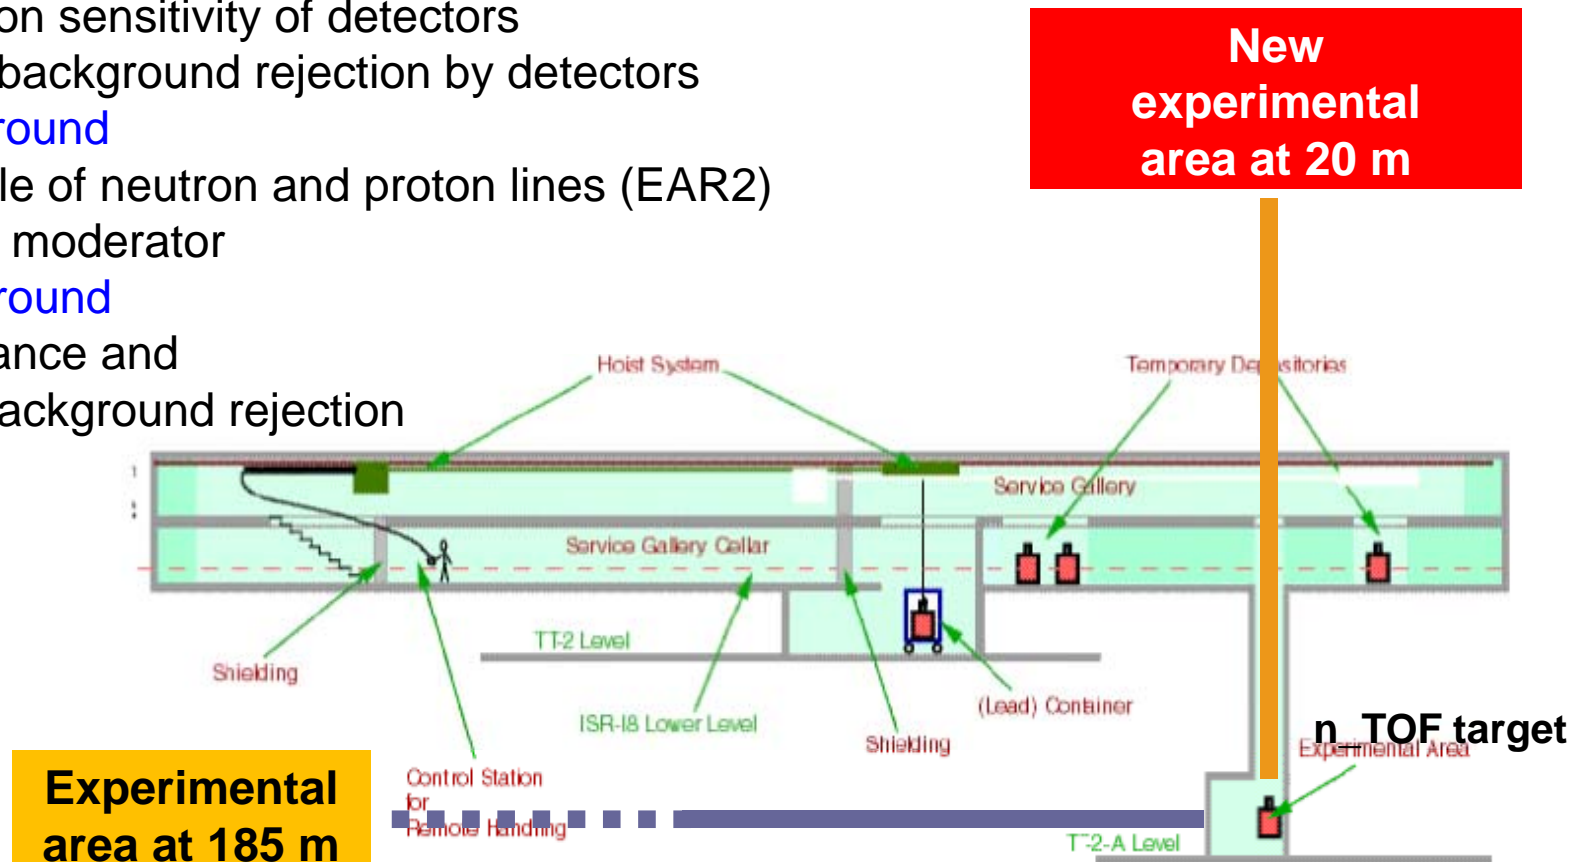 on sensitivity of detectors
background rejection by detectors
round
le of neutron and proton lines (EAR2)
moderator
round
ance and
ackground rejection
New
experimental
area at 20 m
Hoist System
Temporary Depositories
Service Gallery
Service Gallery Cellar
TT-2 Level
Shielding
(Lead) Container
ISR-I8 Lower Level
Shielding
n_TOF target
Experimental Area
Control Station
for
Remote Handling
Experimental
area at 185 m
TT-2-A Level